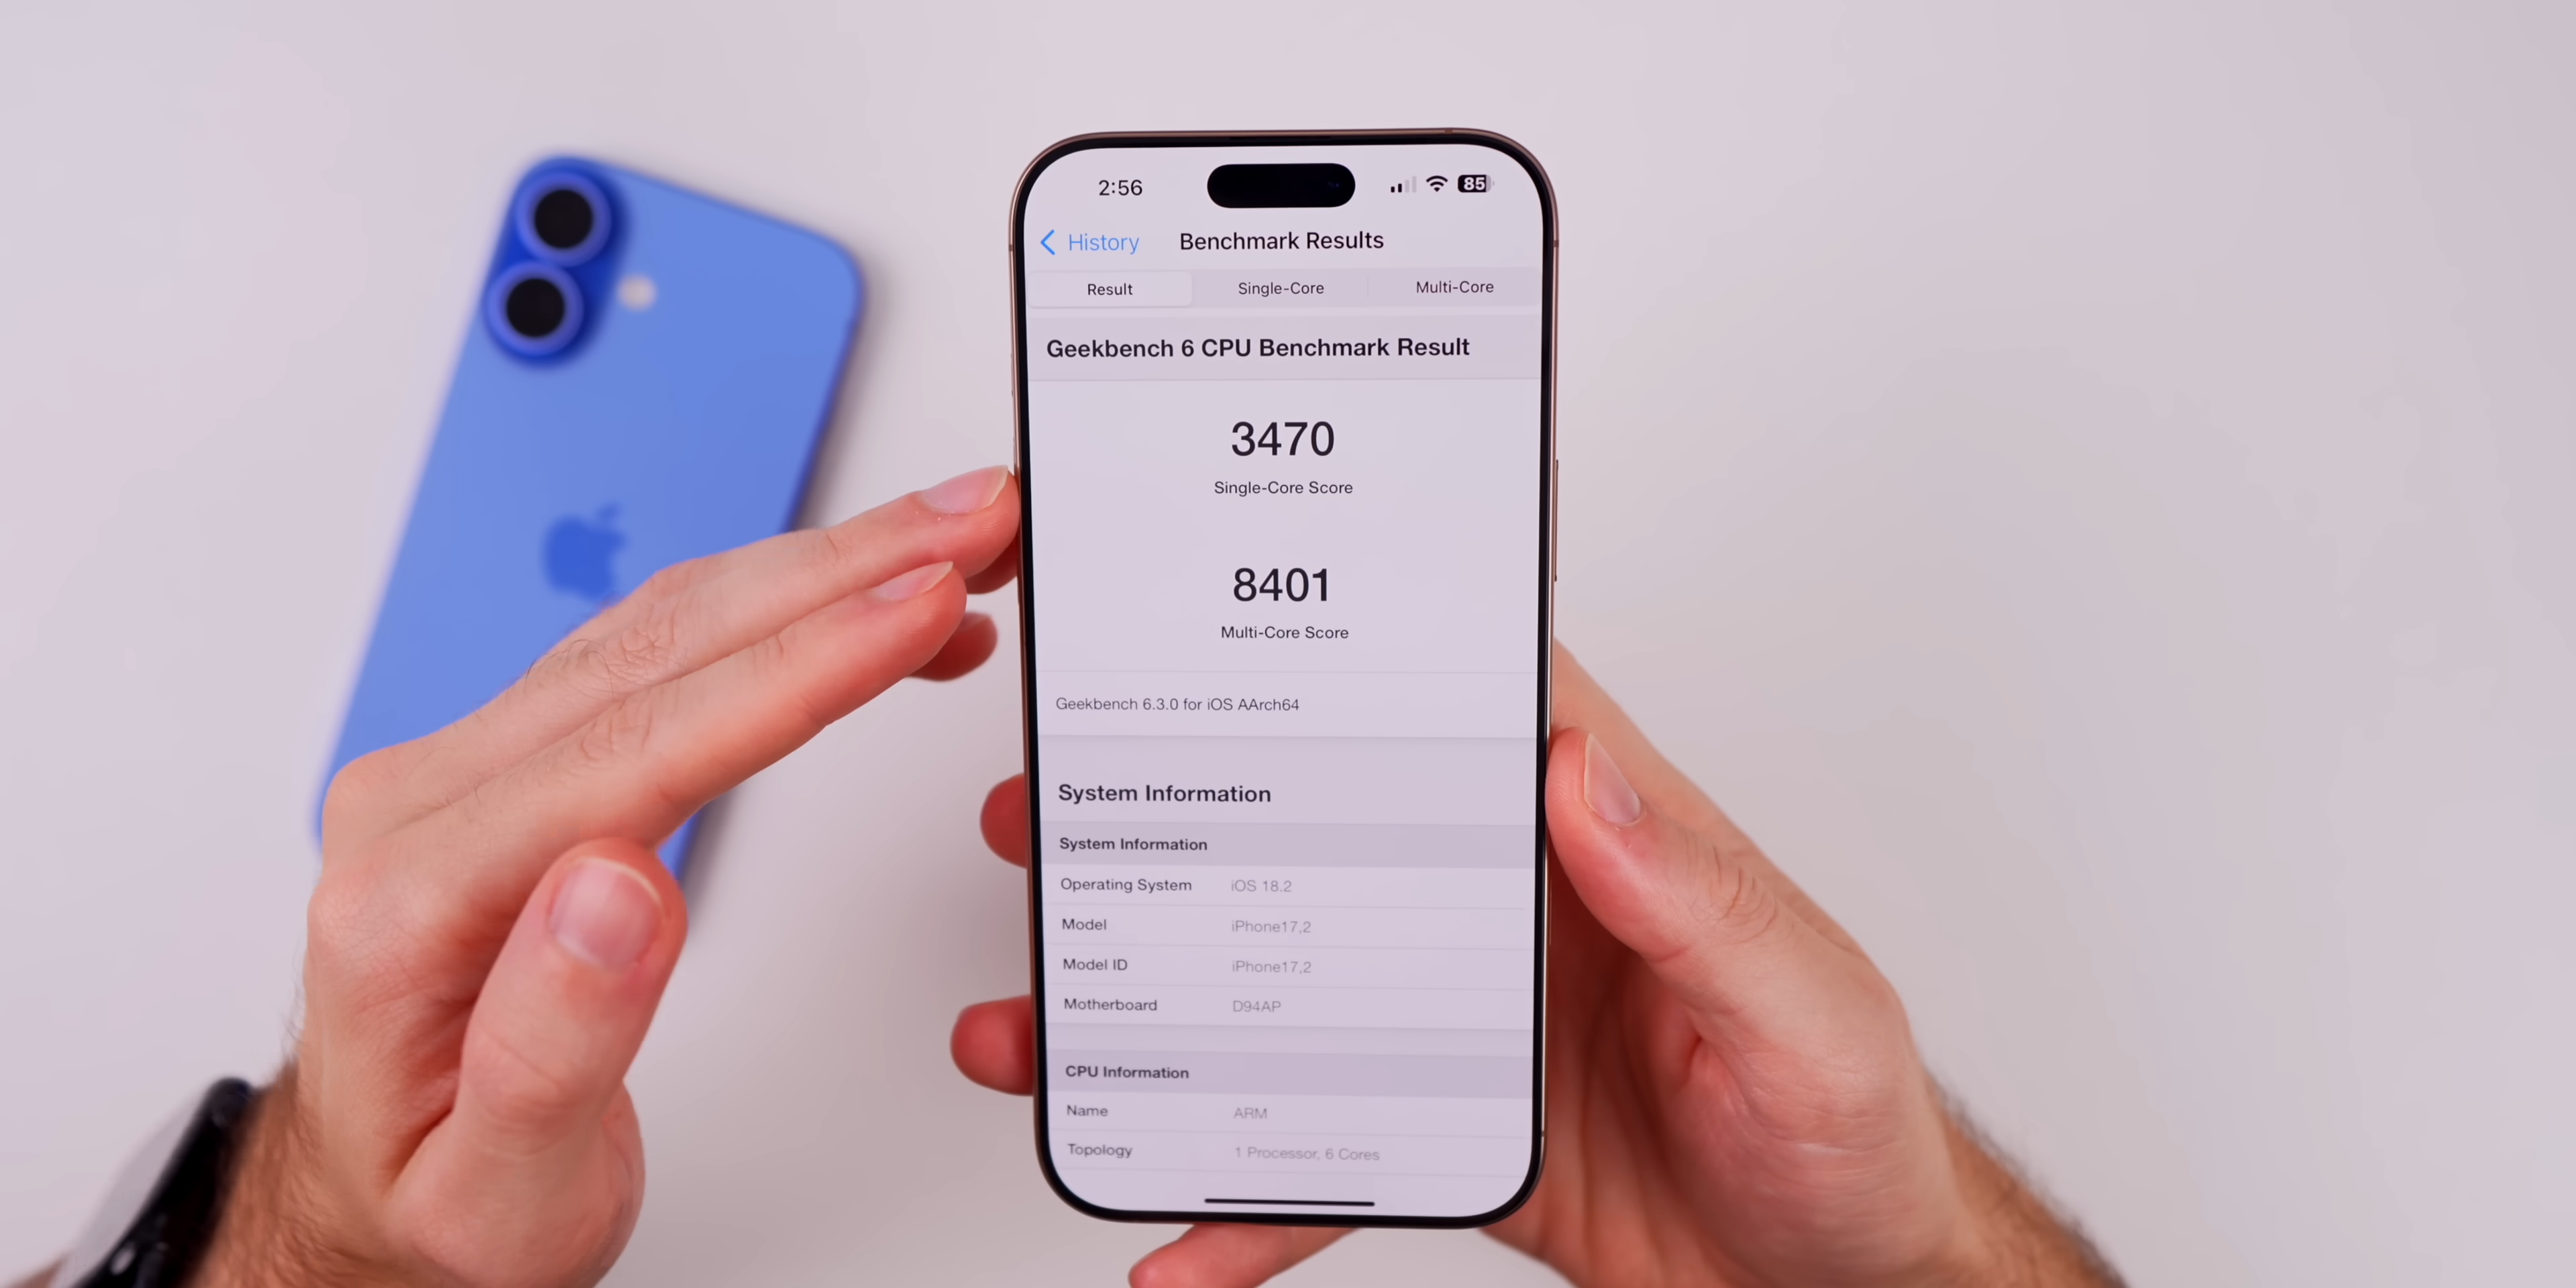 2:56
85
History Benchmark Results
Result Single-Core Multi-Core
Geekbench 6 CPU Benchmark Result
3470
Single-Core Score
8401
Multi-Core Score
Geekbench 6.3.0 for iOS AArch64
System Information
System Information
Operating System iOS 18.2
Model iPhone17,2
Model ID iPhone17,2
Motherboard D94AP
CPU Information
Name ARM
Topology 1 Processor, 6 Cores